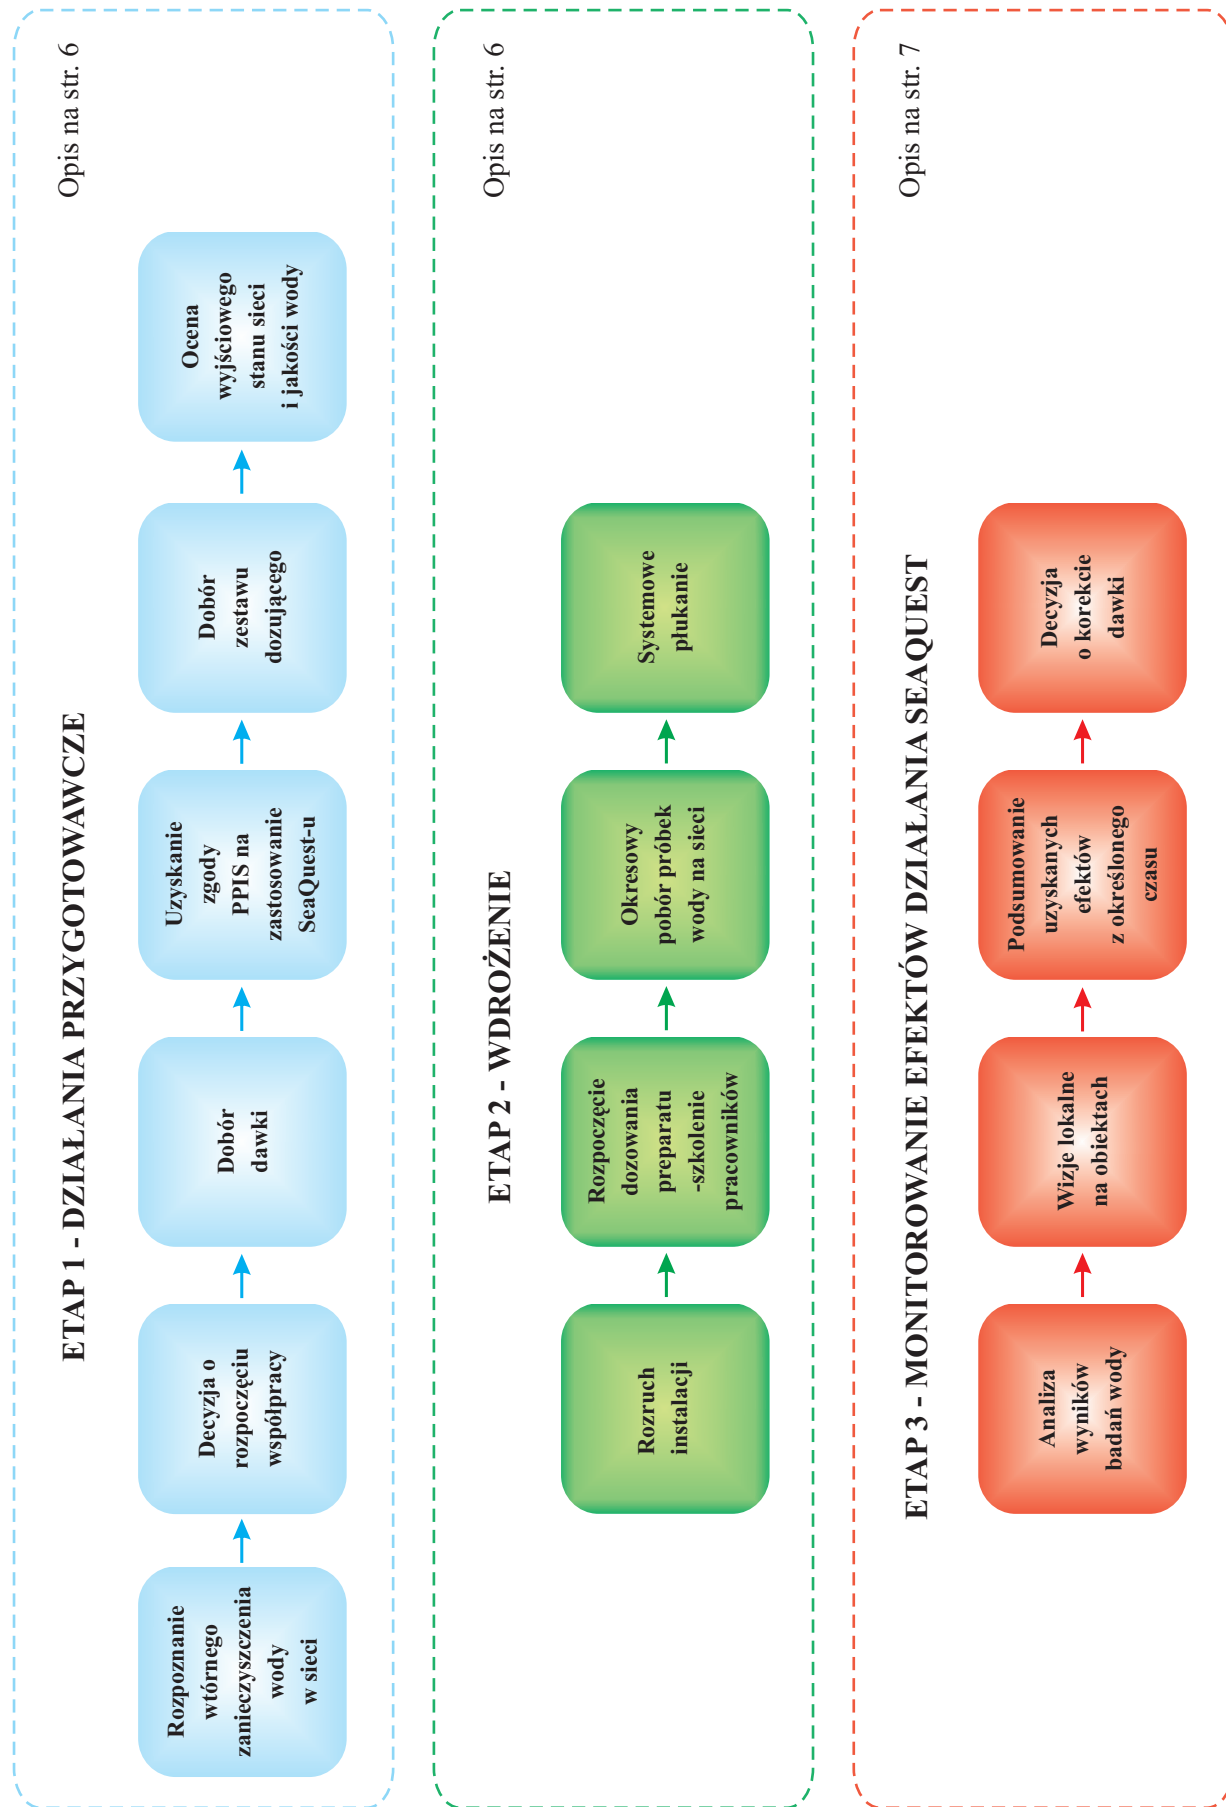 Opis na str. 6
ETAP 1 - DZIAŁANIA PRZYGOTOWAWCZE
Rozpoznanie
wtórnego
zanieczyszczenia
wody
w sieci
Decyzja o
rozpoczęciu
współpracy
Dobór
dawki
Uzyskanie
zgody
PPIS na
zastosowanie
SeaQuest-u
Dobór
zestawu
dozującego
Ocena
wyjściowego
stanu sieci
i jakości wody
Opis na str. 6
ETAP 2 - WDROŻENIE
Rozruch
instalacji
Rozpoczęcie
dozowania
preparatu
-szkolenie
pracowników
Okresowy
pobór próbek
wody na sieci
Systemowe
płukanie
Opis na str. 7
ETAP 3 - MONITOROWANIE EFEKTÓW DZIAŁANIA SEAQUEST
Analiza
wyników
badań wody
Wizje lokalne
na obiektach
Podsumowanie
uzyskanych
efektów
z określonego
czasu
Decyzja
o korekcie
dawki